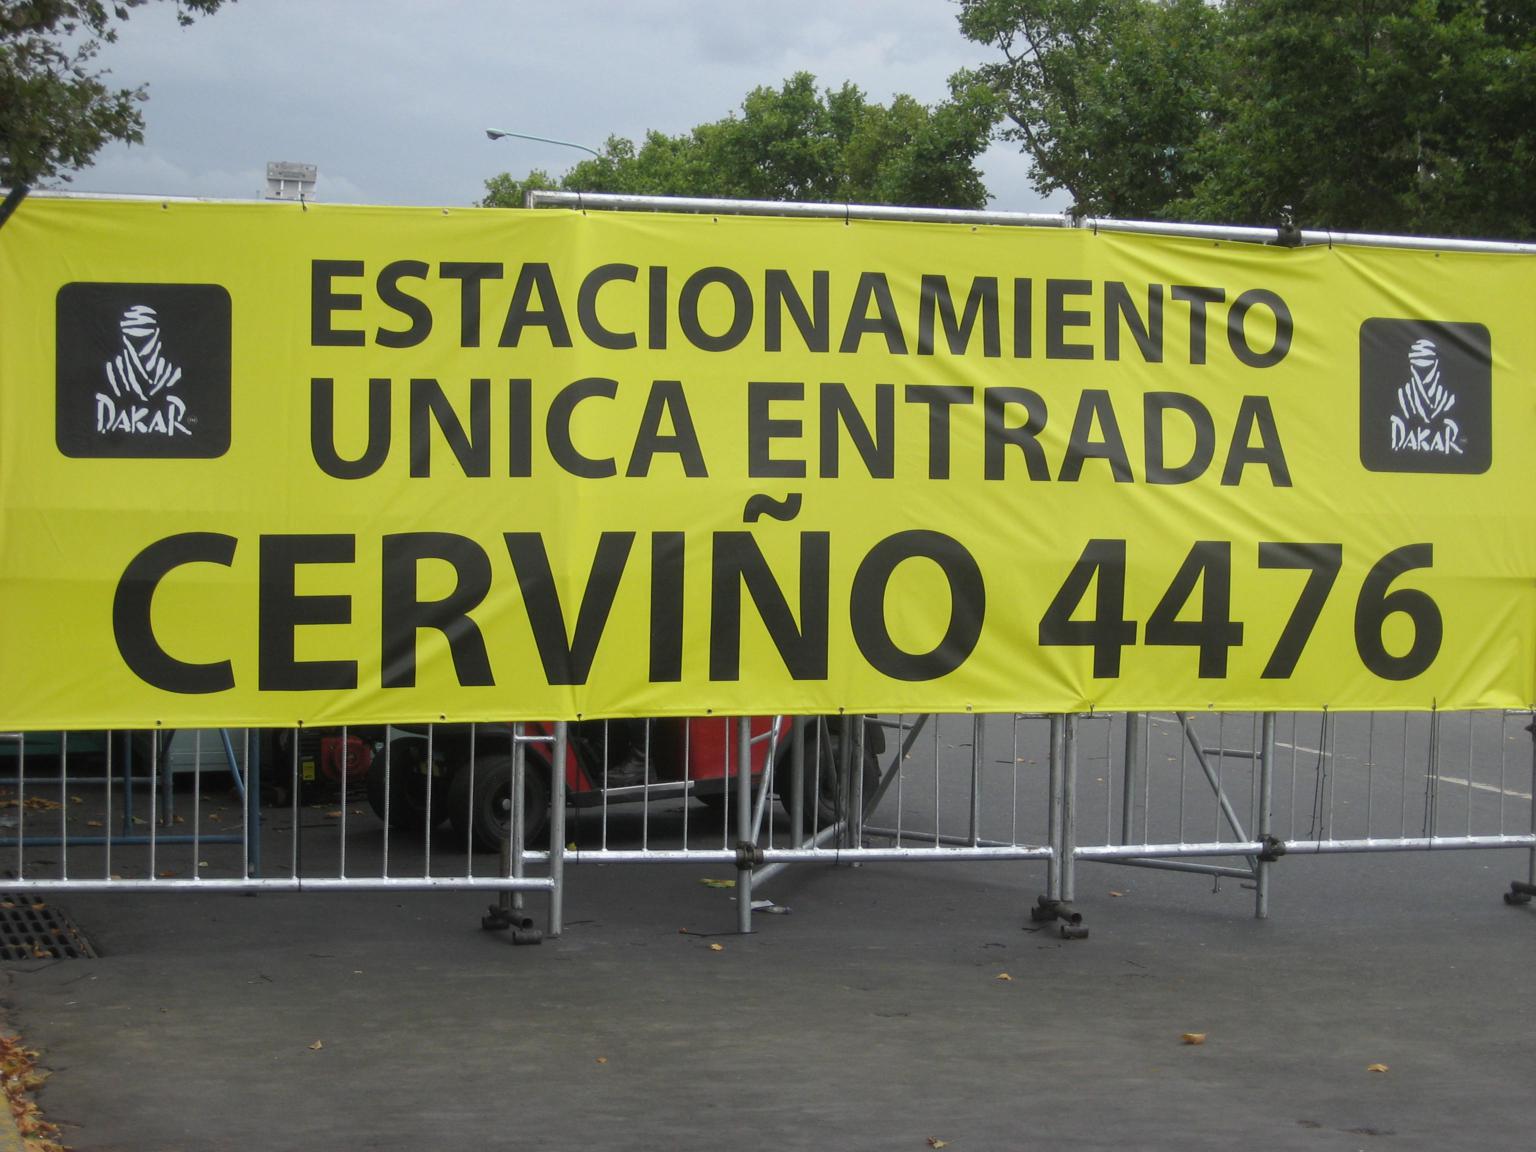 ESTACIONAMIENTO
UNICA ENTRADA
CERVIÑO 4476
DAKAR
DAKAR